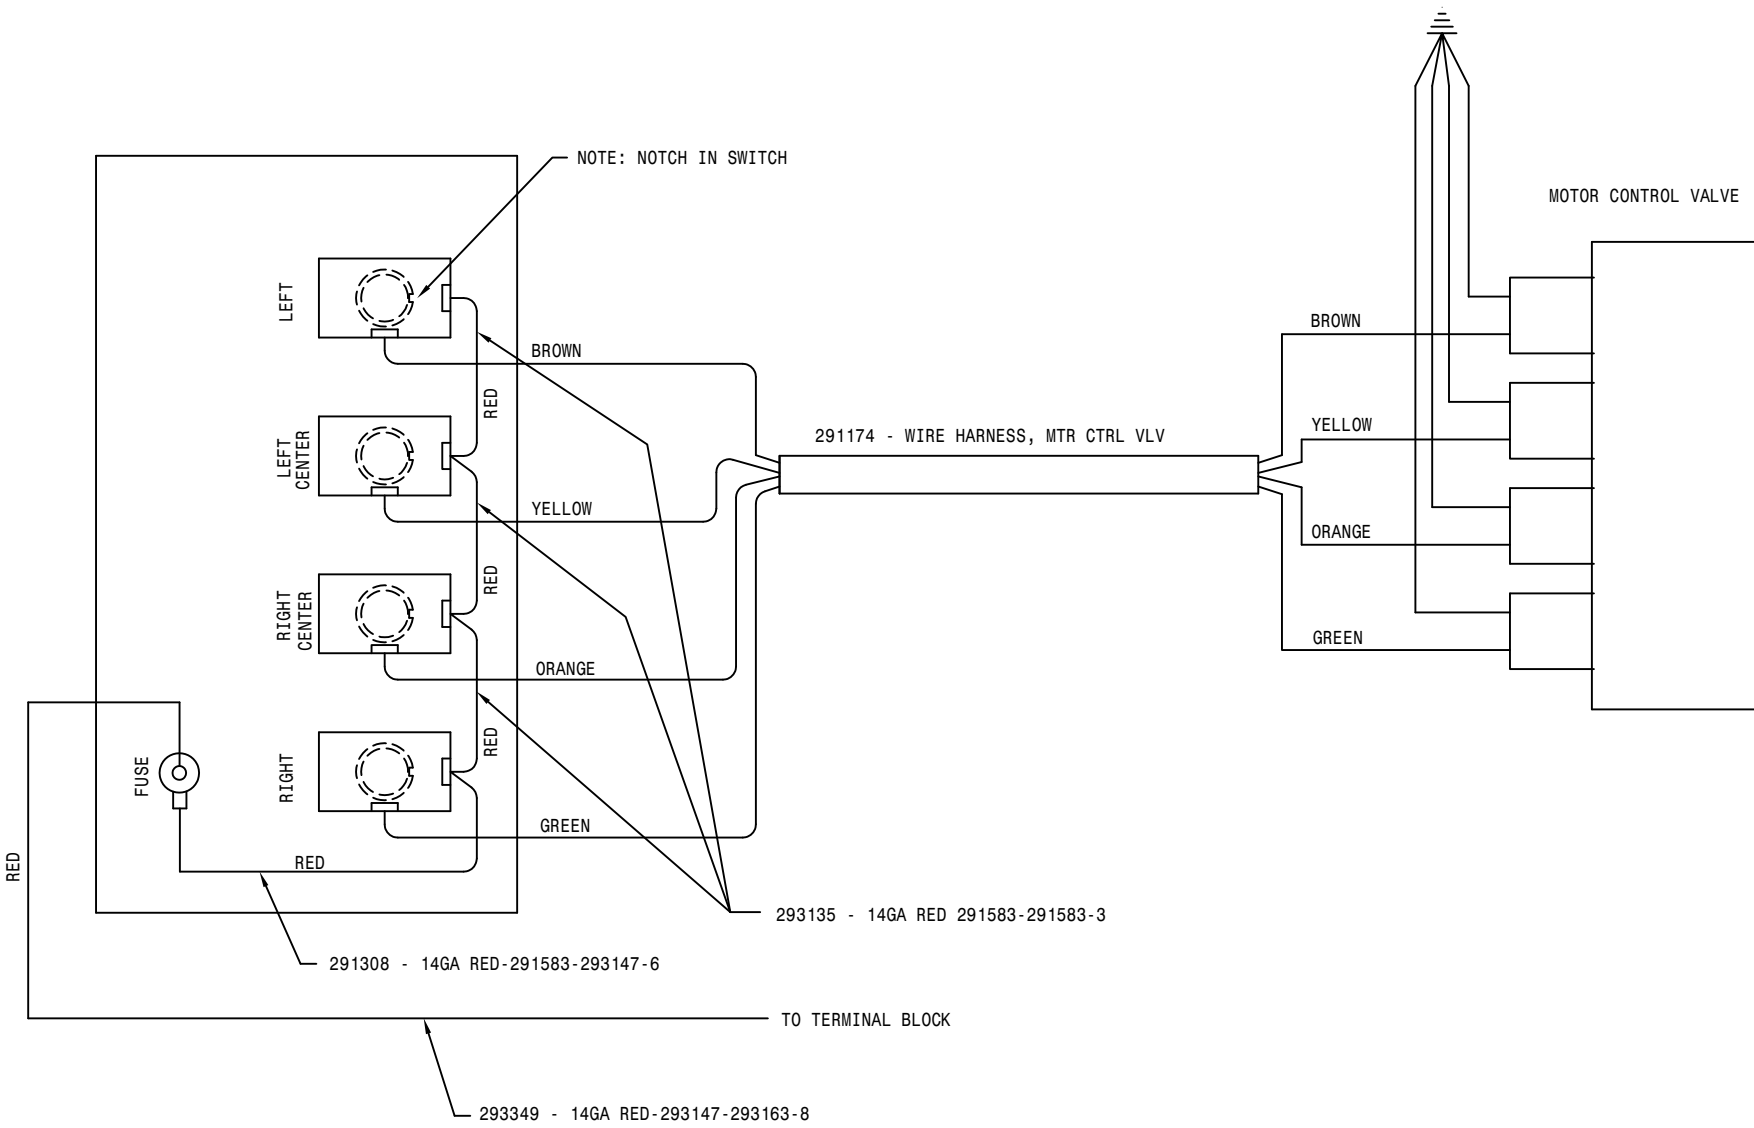 NOTE: NOTCH IN SWITCH
MOTOR CONTROL VALVE
LEFT
BROWN
BROWN
RED
LEFT
CENTER
291174 - WIRE HARNESS, MTR CTRL VLV
YELLOW
YELLOW
RED
ORANGE
RIGHT
CENTER
ORANGE
GREEN
RED
FUSE
RIGHT
GREEN
RED
RED
293135 - 14GA RED 291583-291583-3
291308 - 14GA RED-291583-293147-6
TO TERMINAL BLOCK
293349 - 14GA RED-293147-293163-8